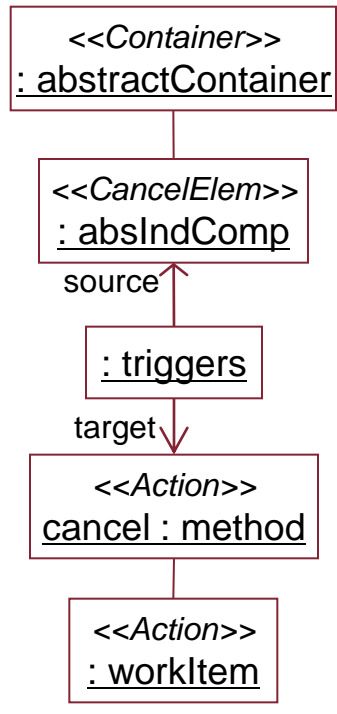 <<Container>>
: abstractContainer
<<CancelElem>>
: absIndComp
source
: triggers
target
<<Action>>
cancel : method
<<Action>>
: workItem